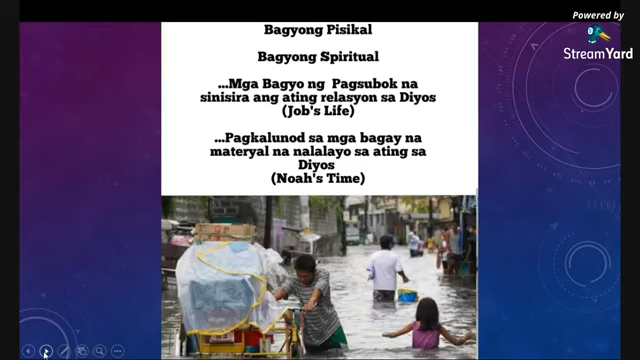 Powered by
StreamYard
Bagyong Pisikal
Bagyong Spiritual
...Mga Bagyo ng Pagsubok na
sinisira ang ating relasyon sa Diyos
(Job's Life)
...Pagkalunod sa mga bagay na
materyal na nalalayo sa ating sa
Diyos
(Noah's Time)